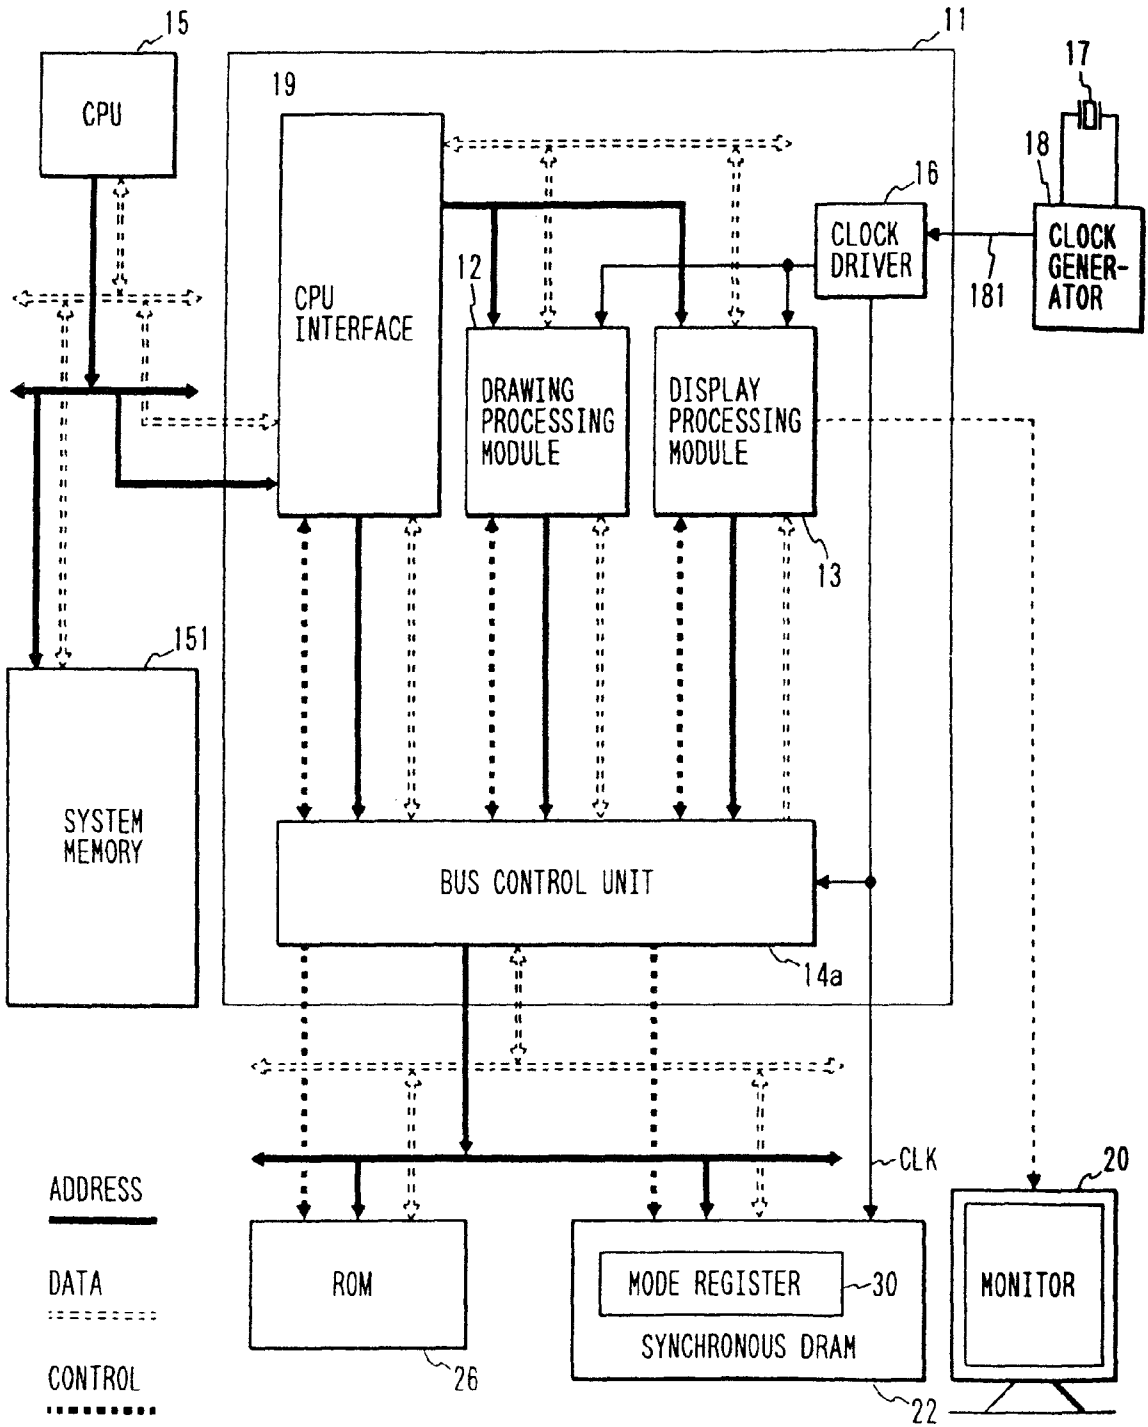 15
CPU
11
19
CPU
INTERFACE
17
18
16
CLOCK
DRIVER
CLOCK
GENER-
ATOR
181
12
DRAWING
PROCESSING
MODULE
DISPLAY
PROCESSING
MODULE
13
151
SYSTEM
MEMORY
BUS CONTROL UNIT
14a
CLK
20
ADDRESS
DATA
CONTROL
ROM
26
MODE REGISTER
30
SYNCHRONOUS DRAM
22
MONITOR